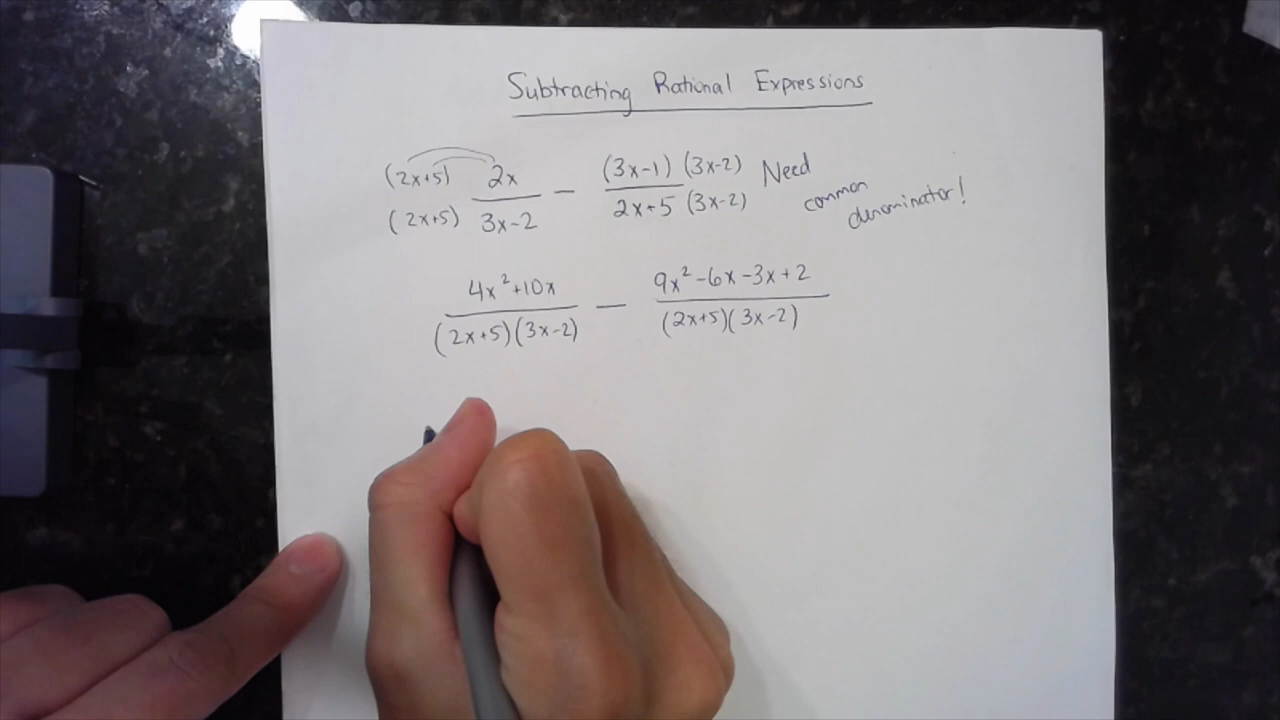 Subtracting Rational Expressions
(2x+5) 2x — (3x-1) (3x-2) Need
(2x+5) 3x-2 2x+5 (3x-2) common
denominator!
4x²+10x — 9x²-6x-3x+2
(2x+5)(3x-2) (2x+5)(3x-2)